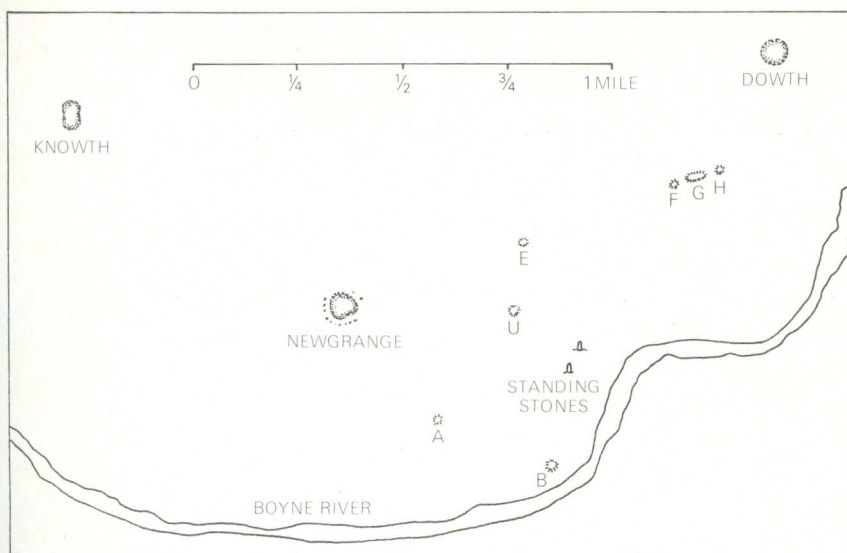 0 ¼ ½ ¾ 1 MILE
DOWTH
KNOWTH
F G H
E
NEWGRANGE
U
STANDING
STONES
A
B
BOYNE RIVER